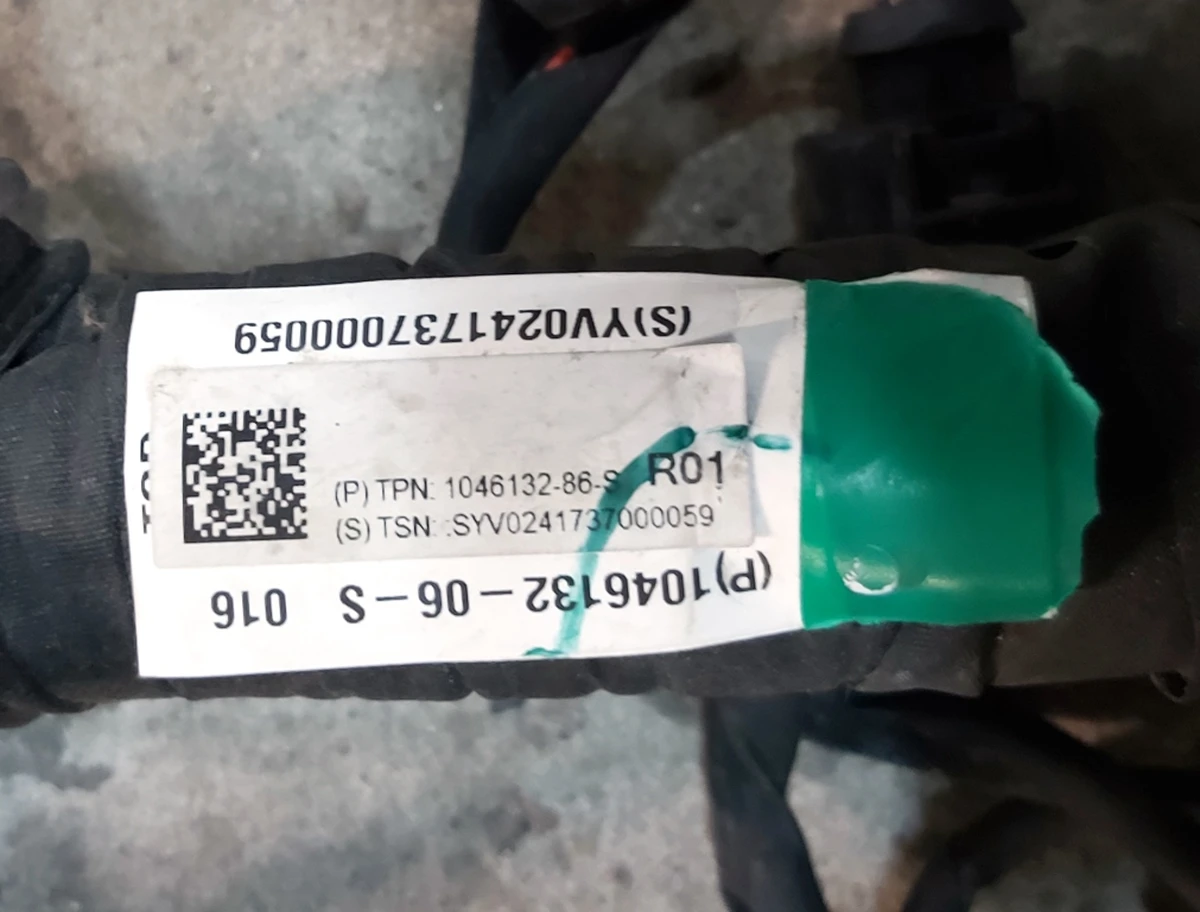 (S)YV0241737000059
(P) TPN: 1046132-86-S R01
(S) TSN: :SYV0241737000059
(P)1046132-06-S 016